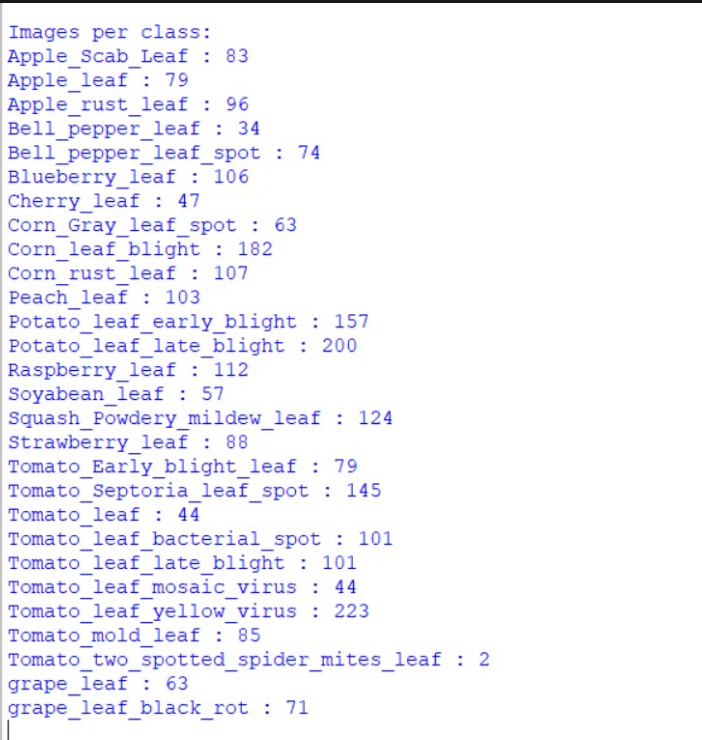 Images per class:
Apple_Scab_Leaf : 83
Apple_leaf : 79
Apple_rust_leaf : 96
Bell_pepper_leaf : 34
Bell_pepper_leaf_spot : 74
Blueberry_leaf : 106
Cherry_leaf : 47
Corn_Gray_leaf_spot : 63
Corn_leaf_blight : 182
Corn_rust_leaf : 107
Peach_leaf : 103
Potato_leaf_early_blight : 157
Potato_leaf_late_blight : 200
Raspberry_leaf : 112
Soyabean_leaf : 57
Squash_Powdery_mildew_leaf : 124
Strawberry_leaf : 88
Tomato_Early_blight_leaf : 79
Tomato_Septoria_leaf_spot : 145
Tomato_leaf : 44
Tomato_leaf_bacterial_spot : 101
Tomato_leaf_late_blight : 101
Tomato_leaf_mosaic_virus : 44
Tomato_leaf_yellow_virus : 223
Tomato_mold_leaf : 85
Tomato_two_spotted_spider_mites_leaf : 2
grape_leaf : 63
grape_leaf_black_rot : 71